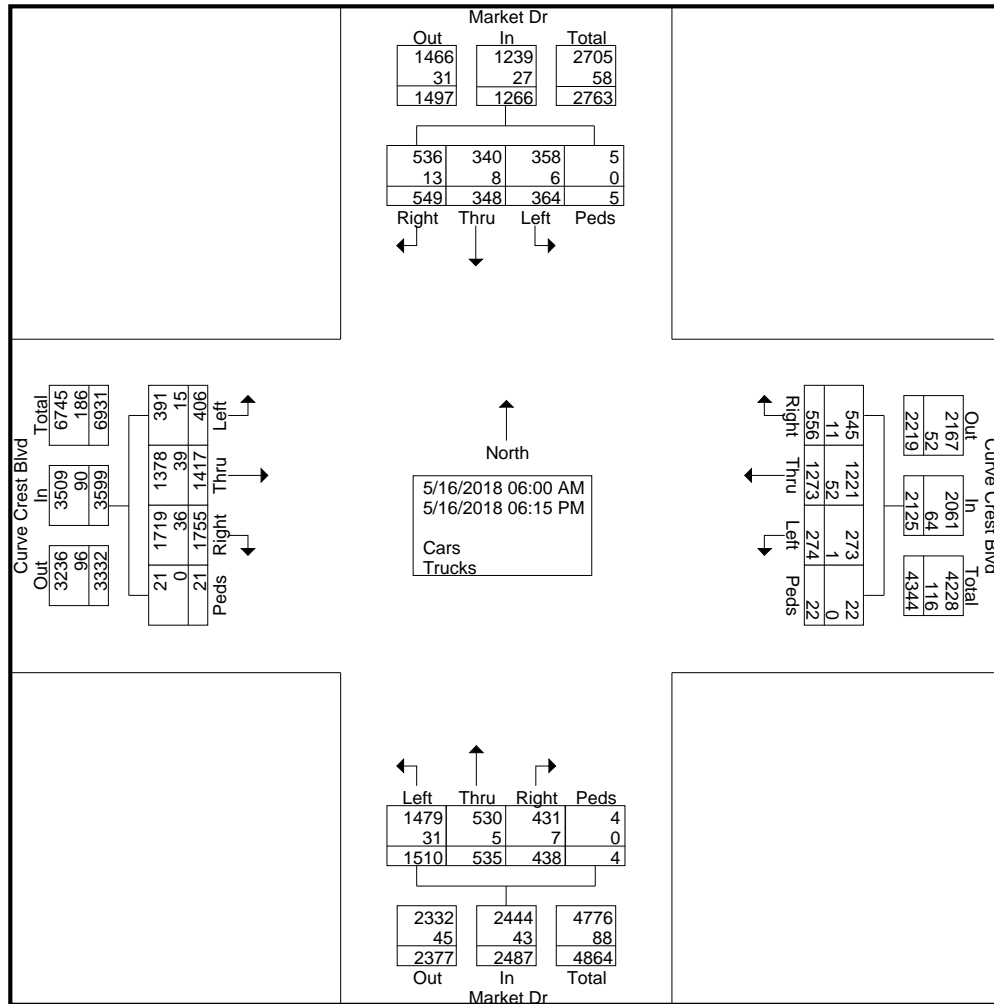 Market Dr
Out In Total
1466 1239 2705
31 27 58
1497 1266 2763
536 340 358 5
13 8 6 0
549 348 364 5
Right Thru Left Peds
Curve Crest Blvd
Total In Out
6745 3509 3236
186 90 96
6931 3599 3332
391 1378 1719 21
15 39 36 0
406 1417 1755 21
Left Thru Right Peds
North
5/16/2018 06:00 AM
5/16/2018 06:15 PM
Cars
Trucks
Right Thru Left Peds
556 1273 274 22
11 52 1 0
545 1221 273 22
2219 2125 4344
52 64 116
2167 2061 4228
Out In Total
Curve Crest Blvd
Left Thru Right Peds
1479 530 431 4
31 5 7 0
1510 535 438 4
2332 2444 4776
45 43 88
2377 2487 4864
Out In Total
Market Dr